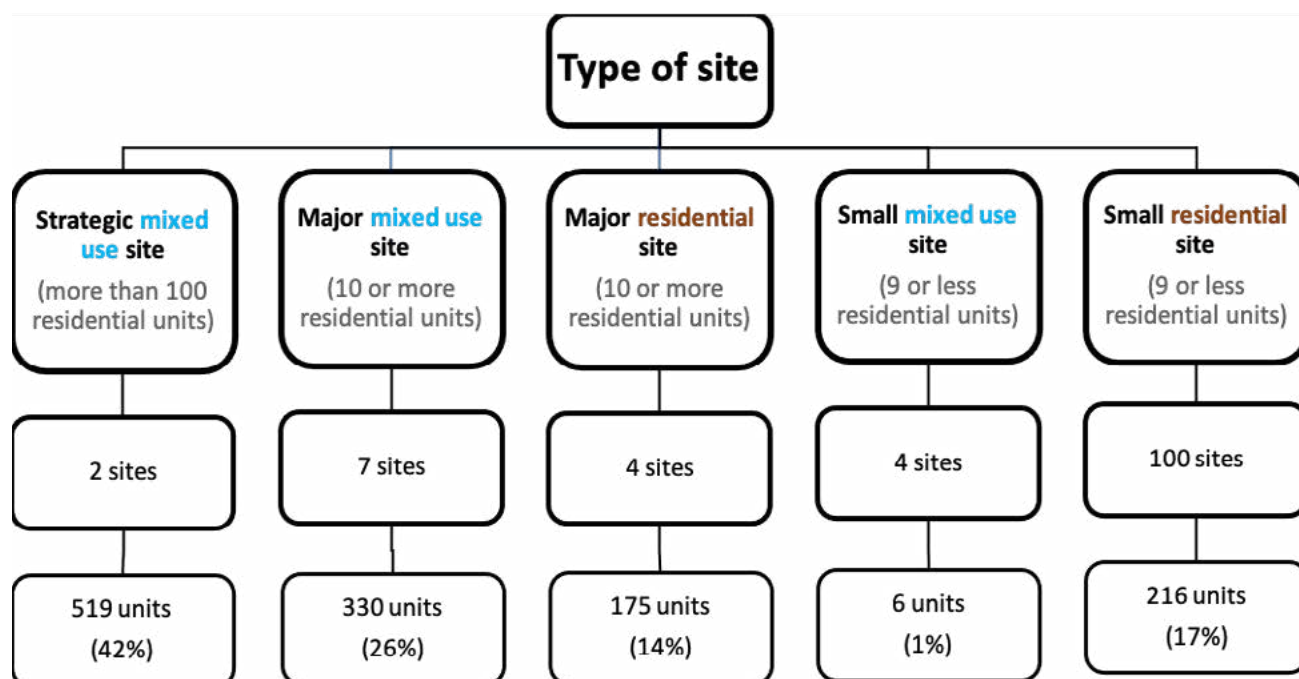 Type of site
Strategic mixed
use site
(more than 100
residential units)
Major mixed use
site
(10 or more
residential units)
Major residential
site
(10 or more
residential units)
Small mixed use
site
(9 or less
residential units)
Small residential
site
(9 or less
residential units)
2 sites
7 sites
4 sites
4 sites
100 sites
519 units
(42%)
330 units
(26%)
175 units
(14%)
6 units
(1%)
216 units
(17%)